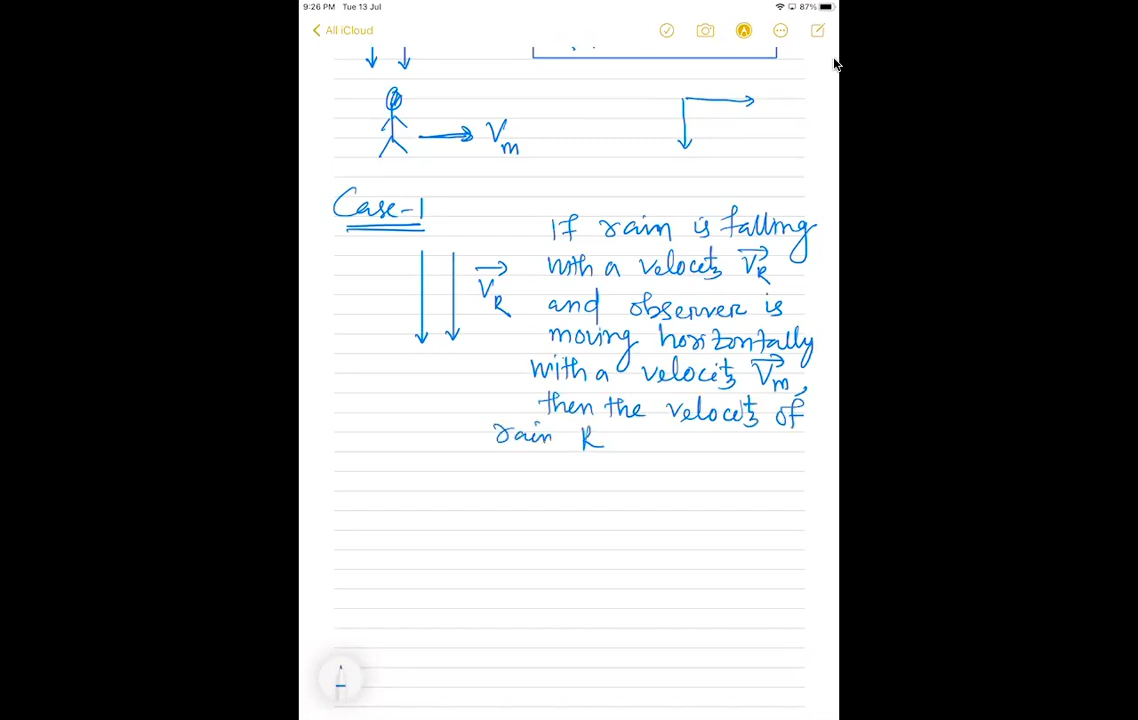 9:26 PM Tue 13 Jul
87%
All iCloud
Vm
Case-1
If rain is falling
with a velocity VR
VR
and observer is
moving horizontally
with a velocity Vm,
then the velocity of
rain R